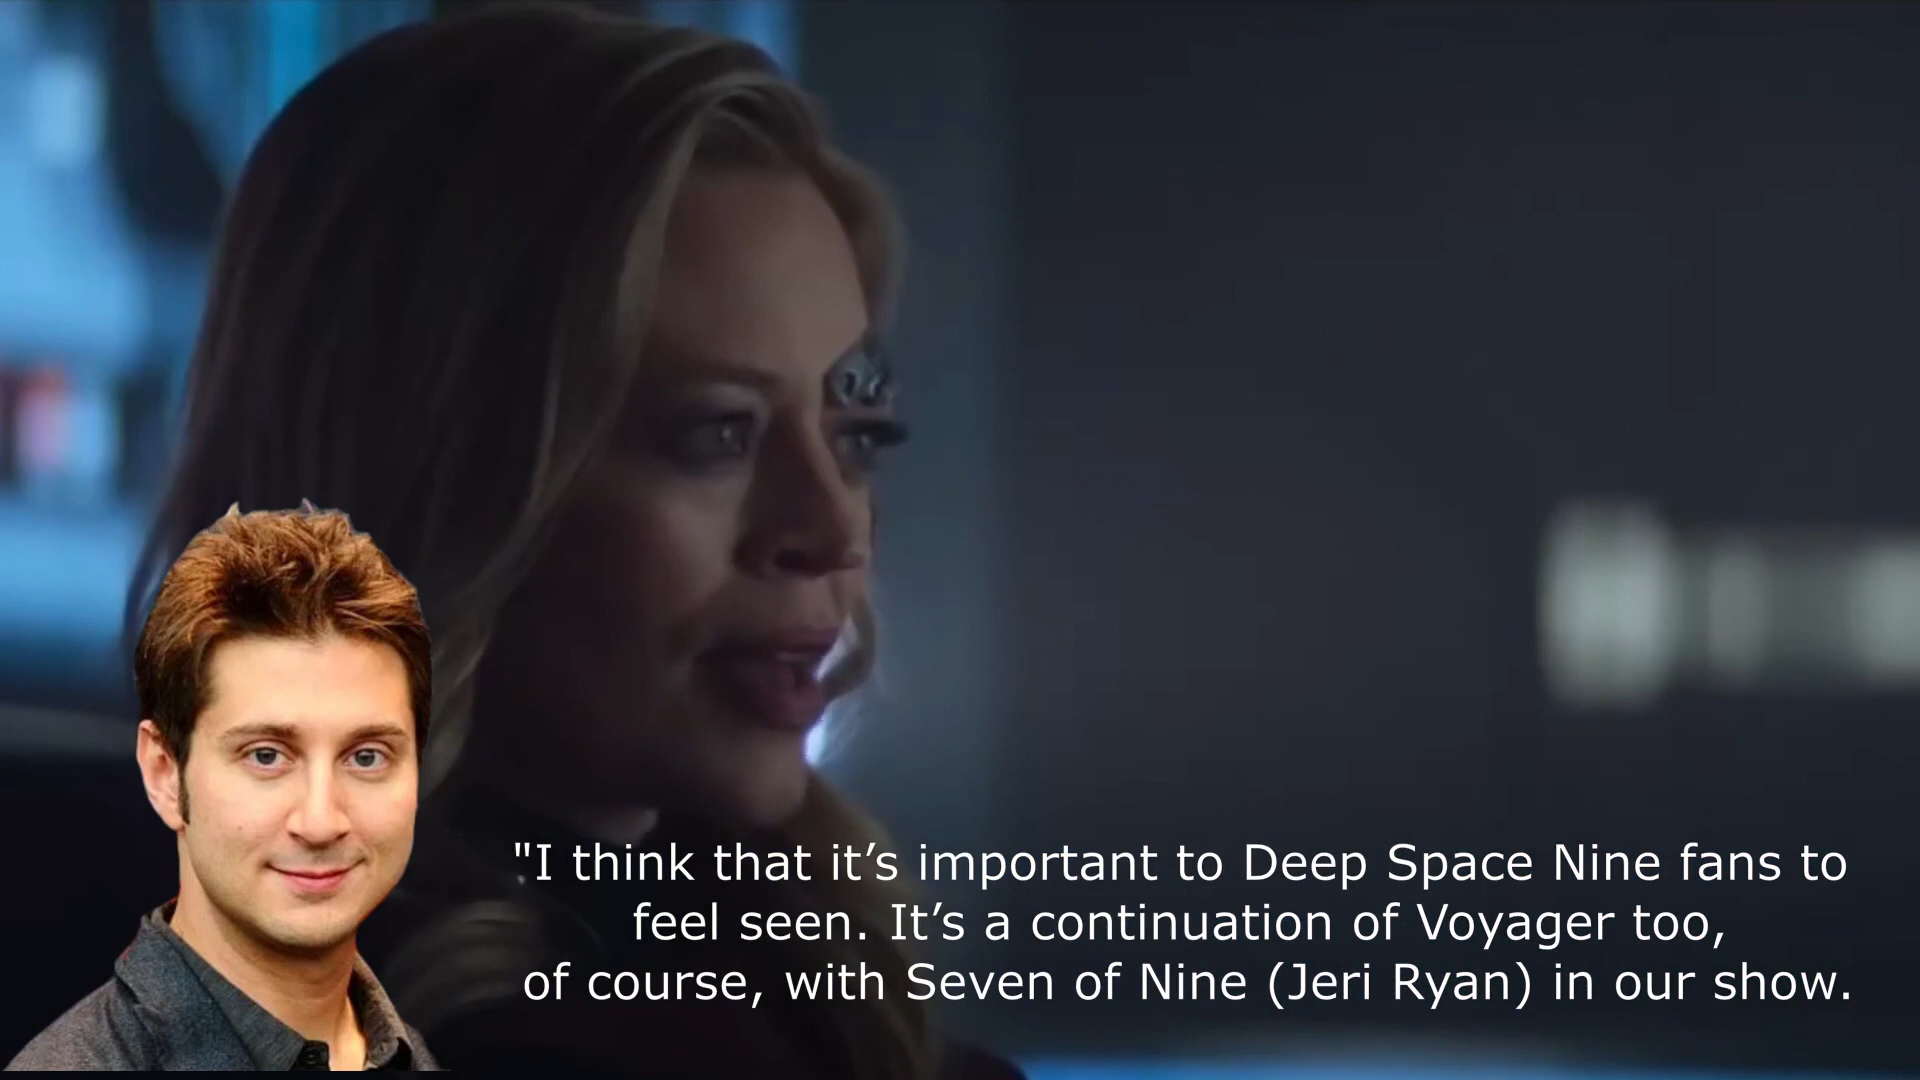 "I think that it’s important to Deep Space Nine fans to
feel seen. It’s a continuation of Voyager too,
of course, with Seven of Nine (Jeri Ryan) in our show.